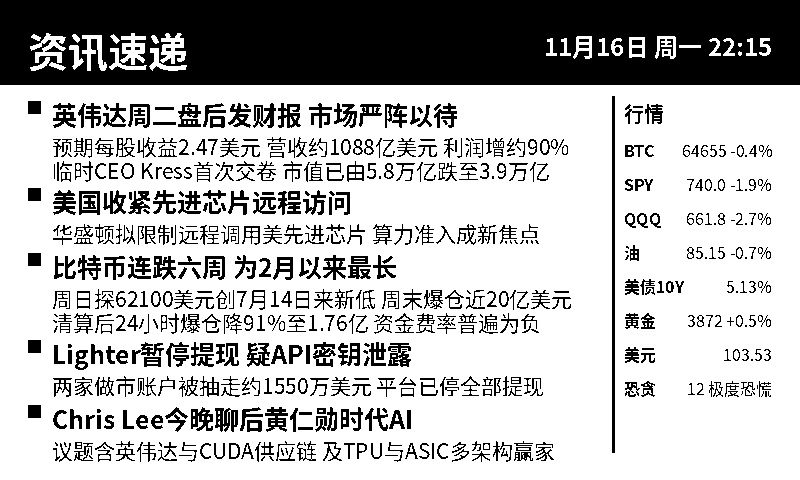 资讯速递
11月16日 周一 22:15
英伟达周二盘后发财报 市场严阵以待
预期每股收益2.47美元 营收约1088亿美元 利润增约90%
临时CEO Kress首次交卷 市值已由5.8万亿跌至3.9万亿
美国收紧先进芯片远程访问
华盛顿拟限制远程调用美先进芯片 算力准入成新焦点
比特币连跌六周 为2月以来最长
周日探62100美元创7月14日来新低 周末爆仓近20亿美元
清算后24小时爆仓降91%至1.76亿 资金费率普遍为负
Lighter暂停提现 疑API密钥泄露
两家做市账户被抽走约1550万美元 平台已停全部提现
Chris Lee今晚聊后黄仁勋时代AI
议题含英伟达与CUDA供应链 及TPU与ASIC多架构赢家
行情
BTC 64655 -0.4%
SPY 740.0 -1.9%
QQQ 661.8 -2.7%
油 85.15 -0.7%
美债10Y 5.13%
黄金 3872 +0.5%
美元 103.53
恐贪 12 极度恐慌